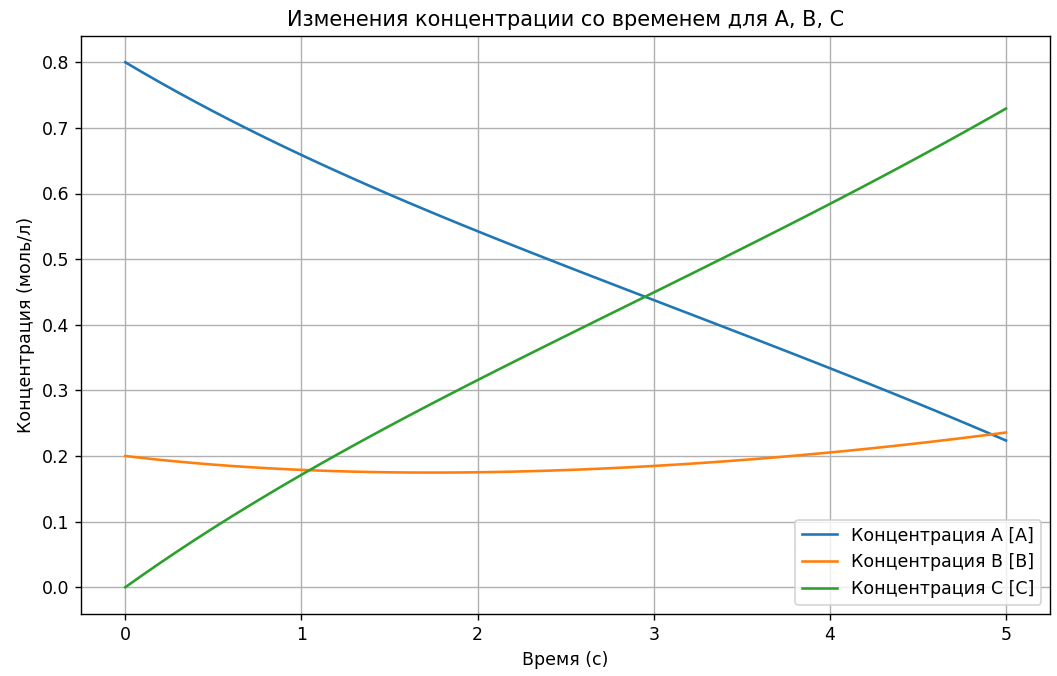 Изменения концентрации со временем для A, B, C
Концентрация (моль/л)
0.8
0.7
0.6
0.5
0.4
0.3
0.2
0.1
0.0
0 1 2 3 4 5
Время (с)
Концентрация A [A]
Концентрация B [B]
Концентрация C [C]